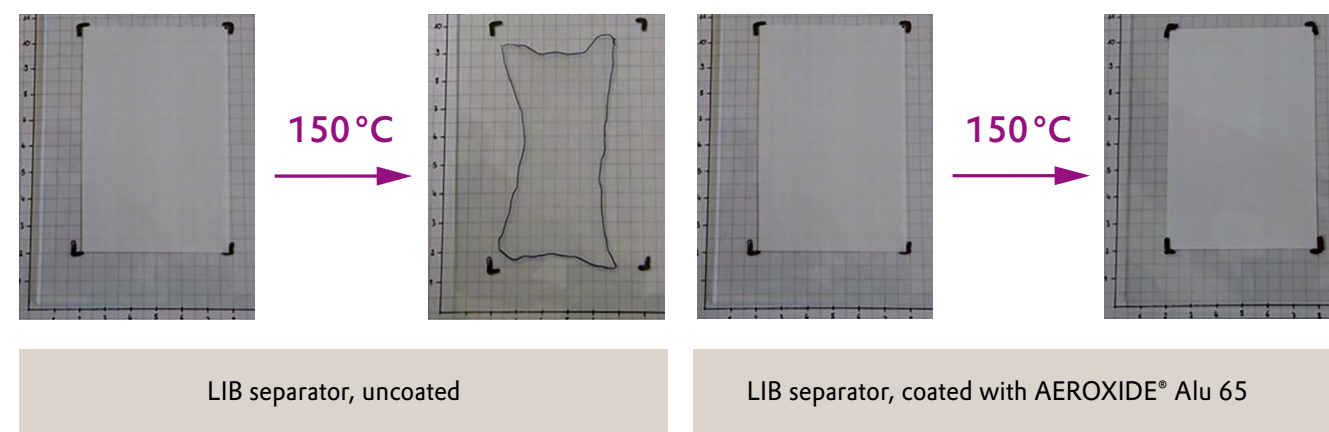 150 °C
150 °C
LIB separator, uncoated
LIB separator, coated with AEROXIDE® Alu 65